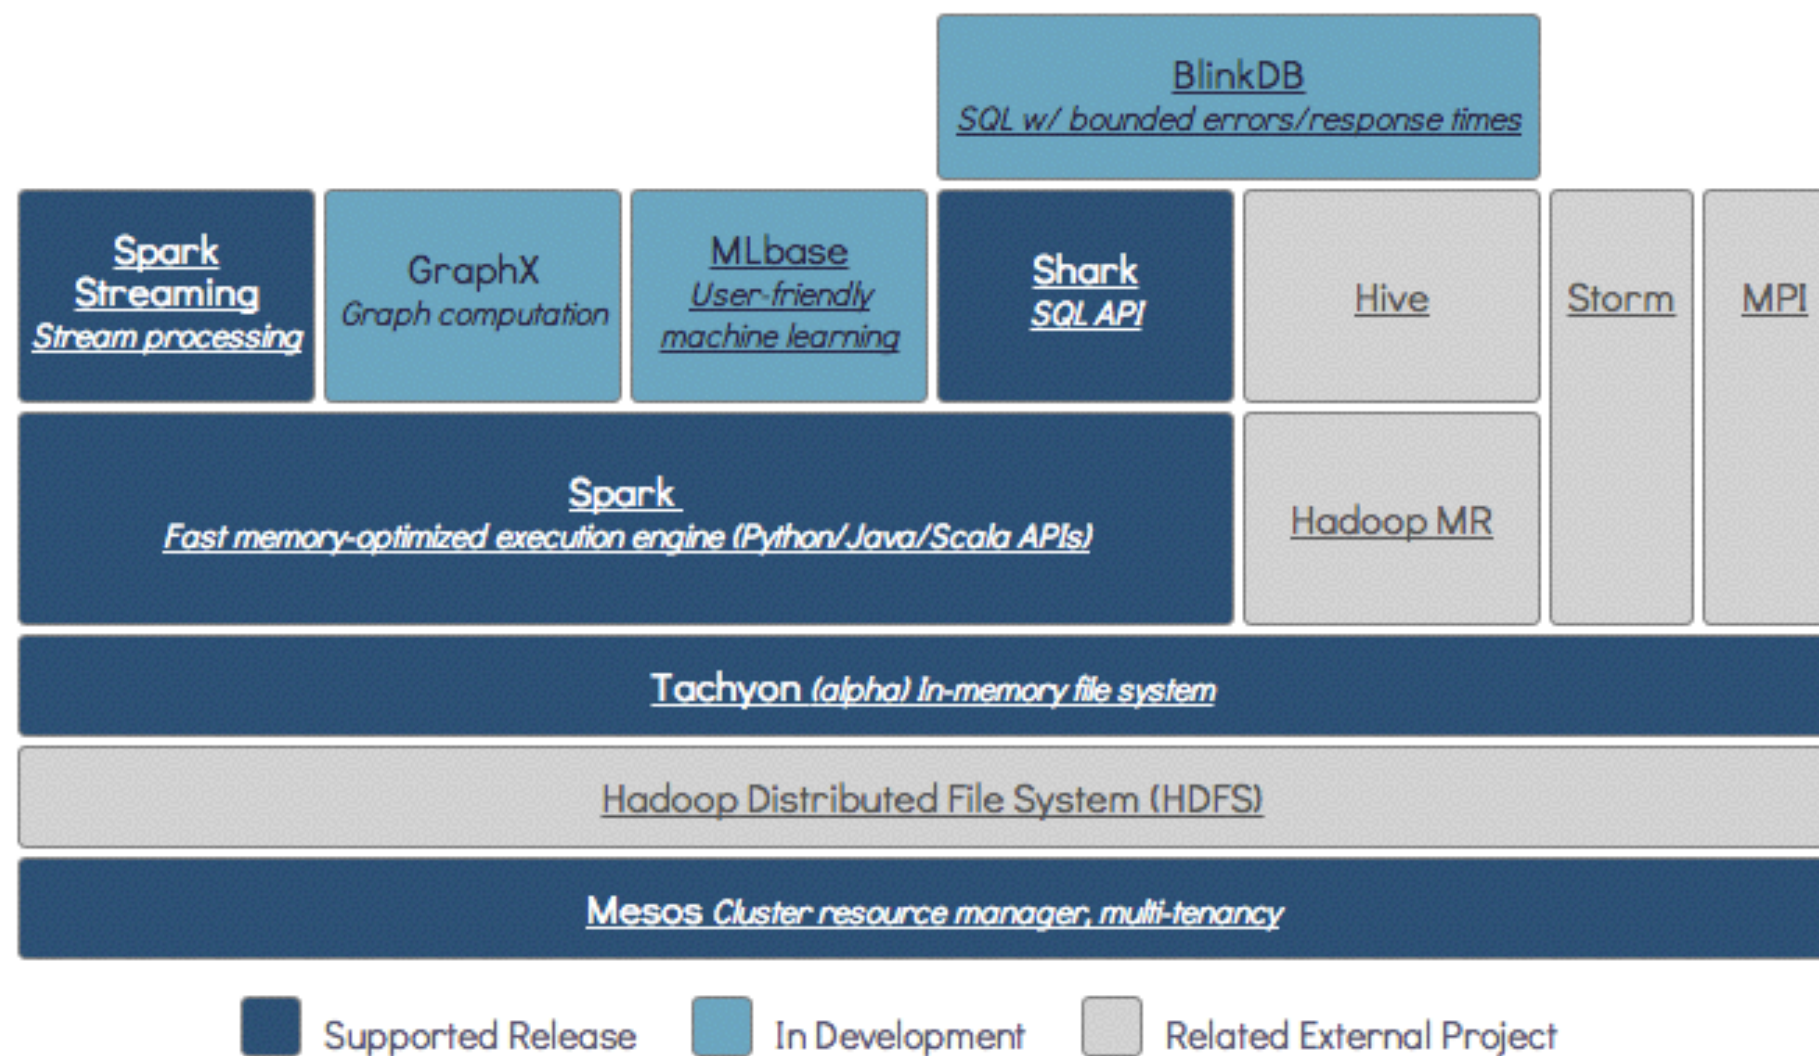 BlinkDB
SQL w/ bounded errors/response times
Spark
Streaming
Stream processing
GraphX
Graph computation
MLbase
User-friendly
machine learning
Shark
SQL API
Hive
Storm
MPI
Spark
Fast memory-optimized execution engine (Python/Java/Scala APIs)
Hadoop MR
Tachyon (alpha) In-memory file system
Hadoop Distributed File System (HDFS)
Mesos Cluster resource manager, multi-tenancy
Supported Release
In Development
Related External Project